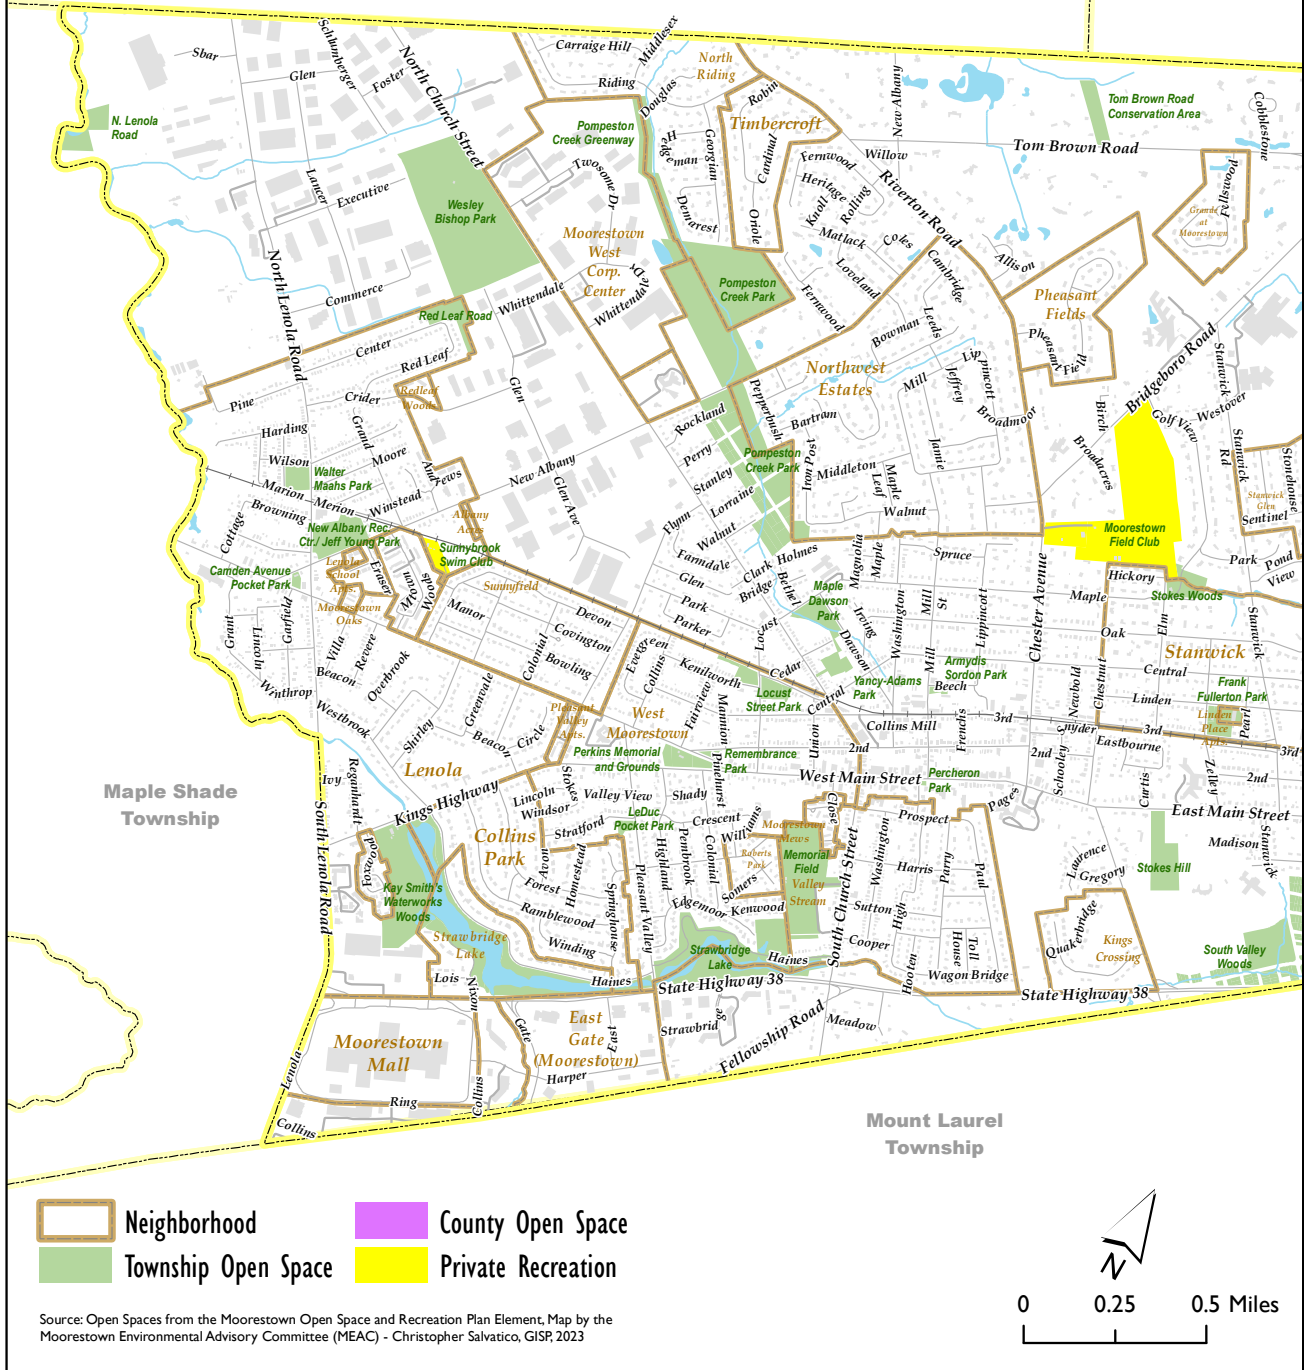 Carraige Hill
Middlesex
North
Riding
Sbar
Schlumberger
Glen
Foster
North Church Street
Riding
Douglas
Robin
New Albany
Tom Brown Road
Conservation Area
Cobblestone
N. Lenola
Road
Pompeston
Creek Greenway
Hedgeman
Georgian
Timbercroft
Cardinal
Tom Brown Road
Fernwood
Willow
Lancer
Executive
Twosome Dr
Heritage
Knoll
Rolling
Riverton Road
Fellswood
Wesley
Bishop Park
Demarest
Oriole
Grande
at
Moorestown
Moorestown
West
Corp.
Center
Matlack
Coles
North Lenola Road
Commerce
Whittendale
Whittendale Dr
Loveland
Cambridge
Allison
Pompeston
Creek Park
Fernwood
Pheasant
Fields
Red Leaf Road
Center
Red Leaf
Bowman
Leeds
Pheasant
Field
Bridgeboro Road
Stanwick
Rd
Redleaf
Woods
Crider
Pine
Glen
Northwest
Estates
Lippincott
Mill
Jeffrey
Broadmoor
Birch
Golf View
Westover
Harding
Grand
Rockland
Pepperbush
Bartram
Jamie
Broadacres
Stanwick
Stonehouse
Wilson
Moore
Andrews
New Albany
Perry
Pompeston
Creek Park
Iron Post
Middleton
Maple
Leaf
Walter
Maahs Park
Stanley
Stanwick
Glen
Marion
Merion
Winstead
Glen Ave
Lorraine
Walnut
Sentinel
Browning
Cottage
New Albany Rec.
Ctr./ Jeff Young Park
Albany
Acres
Flynn
Walnut
Moorestown
Field Club
Sunnybrook
Swim Club
Camden Avenue
Pocket Park
Lenola
School
Apts.
Fraser
Sunnyfield
Farmdale
Clark
Holmes
Magnolia
Maple
Spruce
Chester Avenue
Park
Pond
View
Hickory
Glen
Bridge
Bethel
Maple
Dawson
Park
Stokes Woods
Moorestown
Oaks
Woods
Manor
Devon
Park
Washington
Mill
St
Lippincott
Maple
Elm
Stanwick
Grant
Lincoln
Garfield
Villa
Revere
Colonial
Covington
Parker
Locust
Irving
Dawson
Oak
Stanwick
Bowling
Evergreen
Collins
Kenilworth
Cedar
Mill
Armydis
Sordon Park
Central
Beacon
Overbrook
Yancy-Adams
Park
Beech
Newbold
Chestnut
Frank
Fullerton Park
Winthrop
Greenvale
Pleasant
Valley
Apts.
West
Moorestown
Fairview
Mannion
Locust
Street Park
Central
Linden
Linden
Place
Apts.
Pearl
Westbrook
Shirley
Beacon
Circle
Union
Collins Mill
Frenchs
3rd
Snyder
3rd
3rd
2nd
2nd
Eastbourne
Perkins Memorial
and Grounds
Remembrance
Park
Maple Shade
Township
Ivy
Regenhardt
Lenola
Kings Highway
Stokes
Pinehurst
West Main Street
Percheron
Park
Schooley
Curtis
Zelley
2nd
Lincoln
Windsor
Valley View
Shady
Close
Pages
East Main Street
South Lenola Road
LeDuc
Pocket Park
Crescent
Williams
Prospect
Stratford
Collins
Park
Moorestown
Mews
Madison
Stanwick
Foxwood
Avon
Homestead
Highland
Pembrook
Colonial
Roberts
Park
Memorial
Field
South Church Street
Washington
Harris
Parry
Paul
Laurence
Gregory
Stokes Hill
Kay Smith's
Waterworks
Woods
Forest
Springhouse
Pleasant Valley
Somers
Valley
Stream
Ramblewood
Edgemoor
Kenwood
Sutton
High
Quakerbridge
Strawbridge
Lake
Winding
Strawbridge
Lake
Cooper
House
Toll
Kings
Crossing
South Valley
Woods
Lois
Nixon
Haines
Haines
Hooten
Wagon Bridge
State Highway 38
State Highway 38
Moorestown
Mall
Gate
East
Gate
(Moorestown)
East
Strawbridge
Fellowship Road
Meadow
Lenola
Harper
Ring
Collins
Collins
Mount Laurel
Township
Neighborhood
County Open Space
Township Open Space
Private Recreation
N
0 0.25 0.5 Miles
Source: Open Spaces from the Moorestown Open Space and Recreation Plan Element, Map by the
Moorestown Environmental Advisory Committee (MEAC) - Christopher Salvatico, GISP, 2023